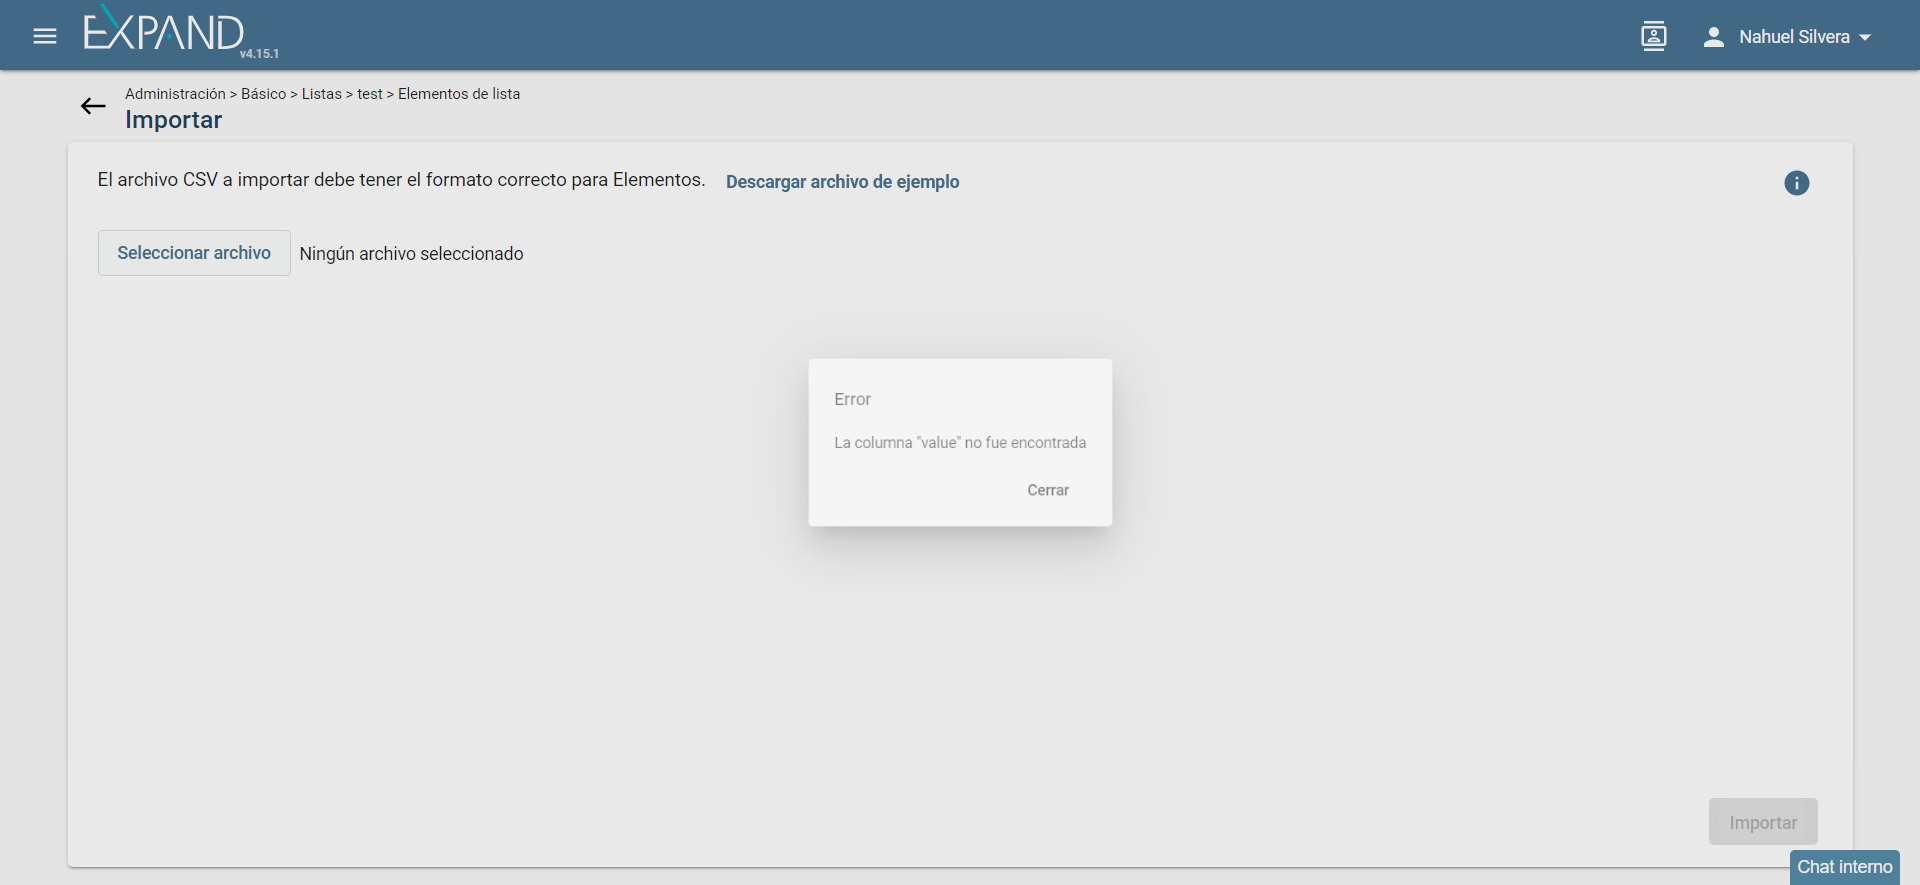 EXPAND
v4.15.1
Nahuel Silvera
Administración > Básico > Listas > test > Elementos de lista
Importar
El archivo CSV a importar debe tener el formato correcto para Elementos. Descargar archivo de ejemplo
Seleccionar archivo Ningún archivo seleccionado
Error
La columna "value" no fue encontrada
Cerrar
Importar
Chat interno